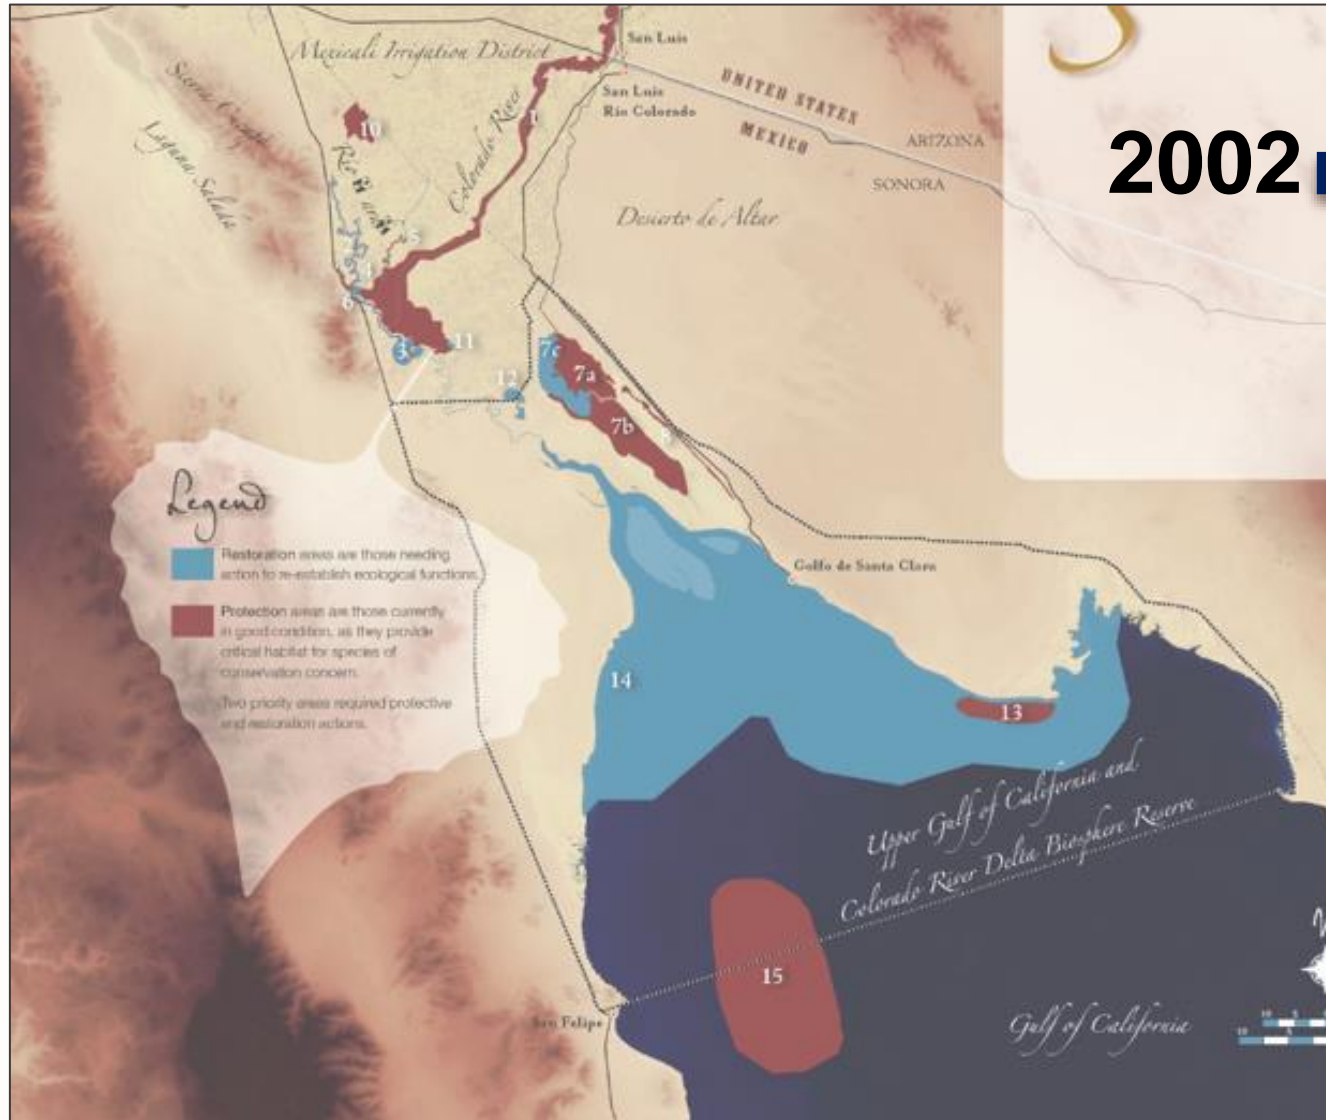 San Luis
Mexicali Irrigation District
San Luis
Rio Colorado
UNITED STATES
MEXICO
ARIZONA
SONORA
2002
Laguna Salada
Colorado River
1
10
Desierto de Altar
5
6
3
11
12
7c
7a
7b
Legend
Restoration areas are those needing
action to re-establish ecological functions.
Protection areas are those currently
in good condition, as they provide
critical habitat for species of
conservation concern.
Two priority areas required protective
and restoration actions.
Golfo de Santa Clara
14
13
Upper Gulf of California and
Colorado River Delta Biosphere Reserve
15
San Felipe
Gulf of California